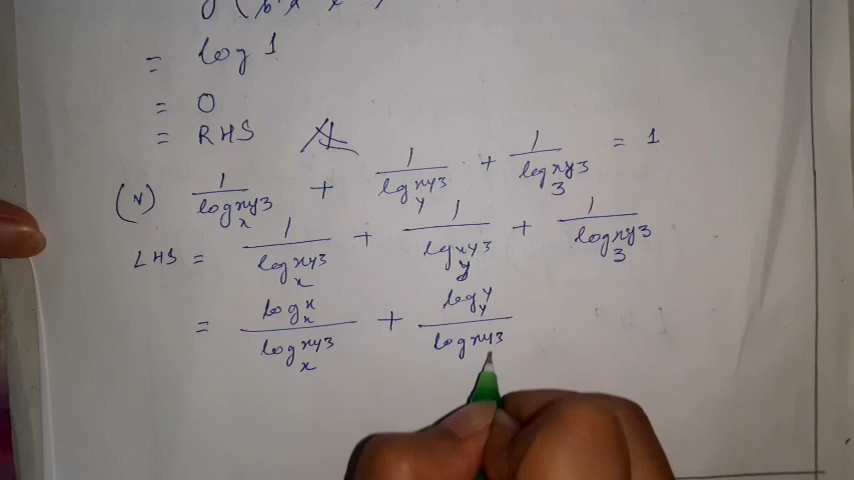 = log 1
= 0
= RHS
(v) 1/log_x xyz + 1/log_y xyz + 1/log_z xyz = 1
LHS = 1/log_x xyz + 1/log_y xyz + 1/log_z xyz
= log_x x/log_x xyz + log_y y/log xyz